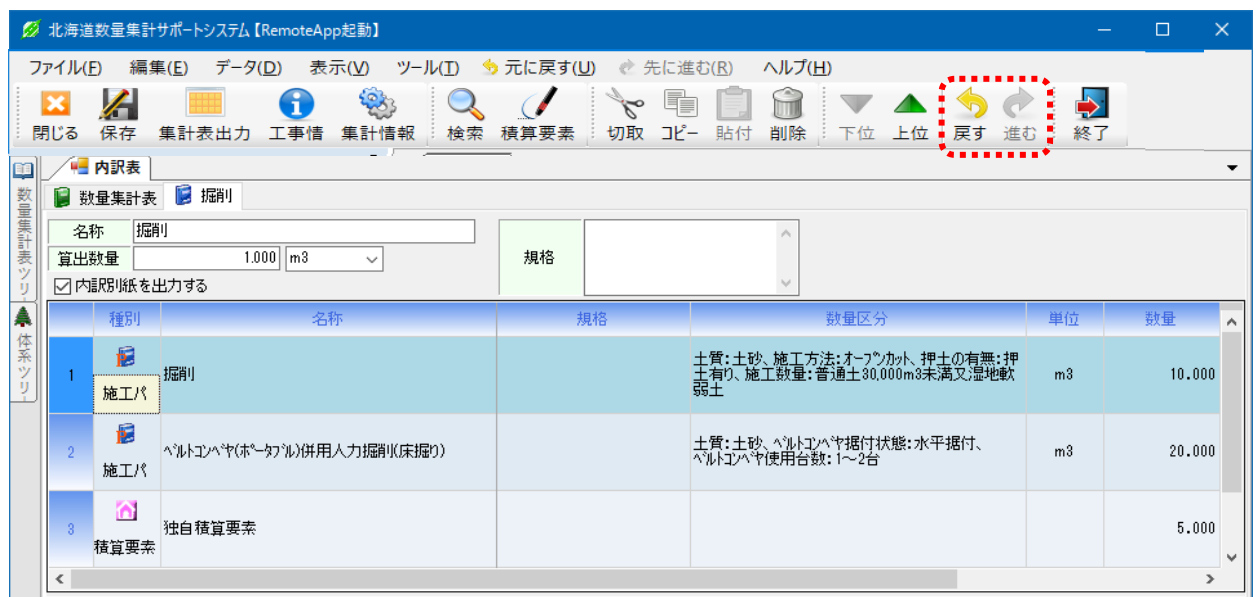 北海道数量集計サポートシステム【RemoteApp起動】
ファイル(F) 編集(E) データ(D) 表示(V) ツール(T) 元に戻す(U) 先に進む(R) ヘルプ(H)
閉じる 保存 集計表出力 工事情 集計情報 検索 積算要素 切取 コピー 貼付 削除 下位 上位 戻す 進む 終了
内訳表
数量集計表 掘削
数量集計表ツリー
体系ツリー
名称 掘削
算出数量 1.000 m3
規格
内訳別紙を出力する
種別 名称 規格 数量区分 単位 数量
1 施工パ 掘削 土質:土砂、施工方法:オープンカット、押土の有無:押
土有り、施工数量:普通土30,000m3未満又湿地軟
弱土 m3 10.000
2 施工パ ベルトコンベヤ(ポータブル)併用人力掘削(床掘り) 土質:土砂、ベルトコンベヤ据付状態:水平据付、
ベルトコンベヤ使用台数:1~2台 m3 20.000
3 積算要素 独自積算要素 5.000